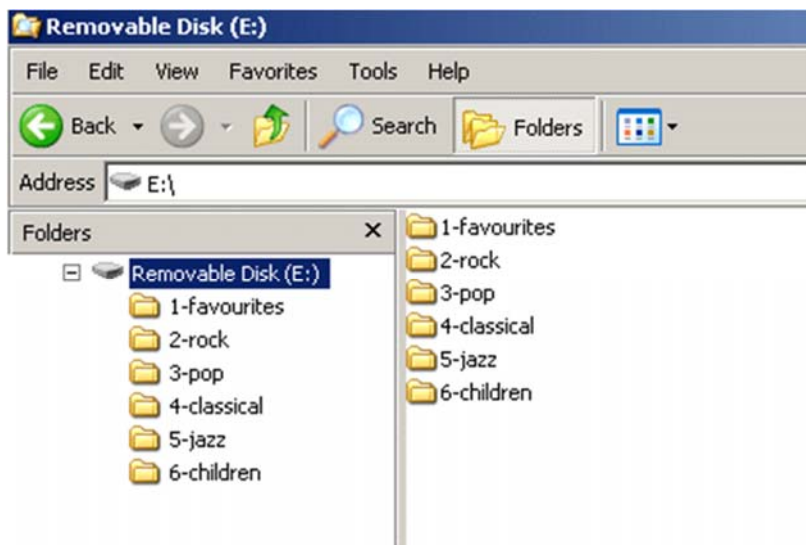 Removable Disk (E:)
File Edit View Favorites Tools Help
Back Search Folders
Address E:\
Folders
Removable Disk (E:)
1-favourites
2-rock
3-pop
4-classical
5-jazz
6-children
1-favourites
2-rock
3-pop
4-classical
5-jazz
6-children